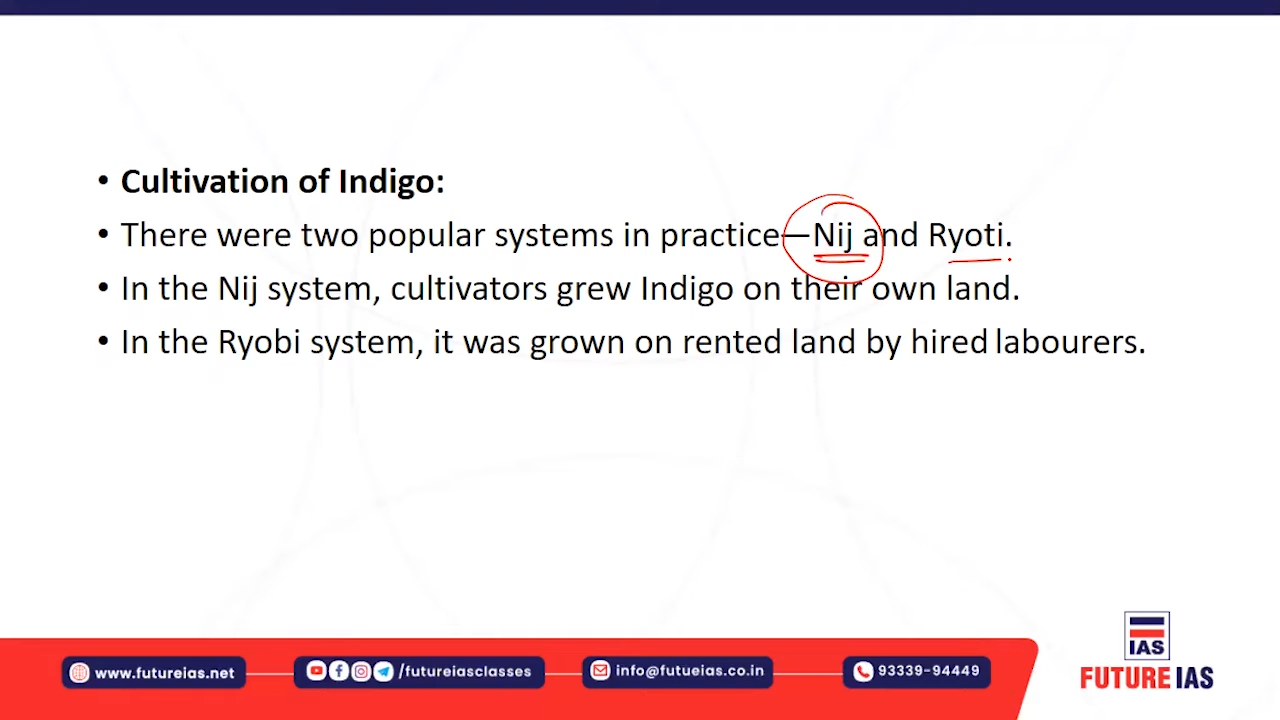 • Cultivation of Indigo:
• There were two popular systems in practice—Nij and Ryoti.
• In the Nij system, cultivators grew Indigo on their own land.
• In the Ryobi system, it was grown on rented land by hired labourers.
IAS
FUTURE IAS
www.futureias.net
/futureiasclasses
info@futueias.co.in
93339-94449